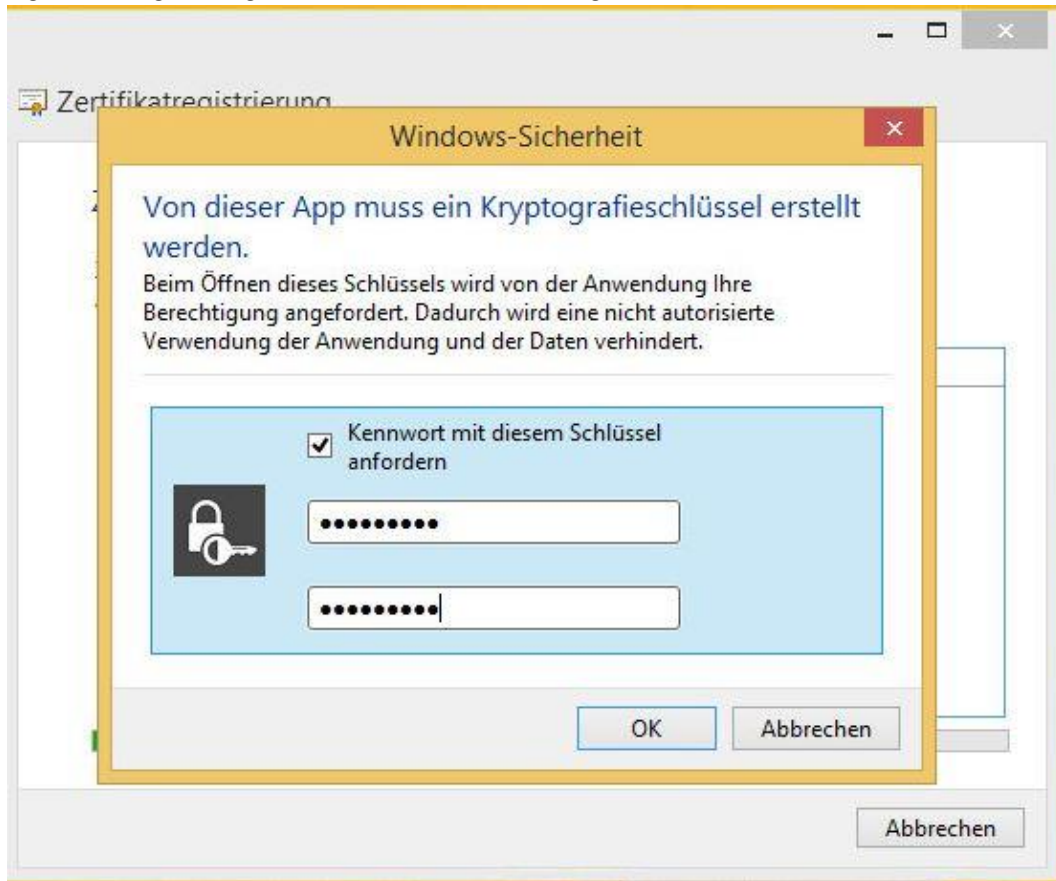 Zertifikatregistrierung
Windows-Sicherheit
Von dieser App muss ein Kryptografieschlüssel erstellt
werden.
Beim Öffnen dieses Schlüssels wird von der Anwendung Ihre
Berechtigung angefordert. Dadurch wird eine nicht autorisierte
Verwendung der Anwendung und der Daten verhindert.
Kennwort mit diesem Schlüssel
anfordern
●●●●●●●●●
●●●●●●●●●
OK
Abbrechen
Abbrechen